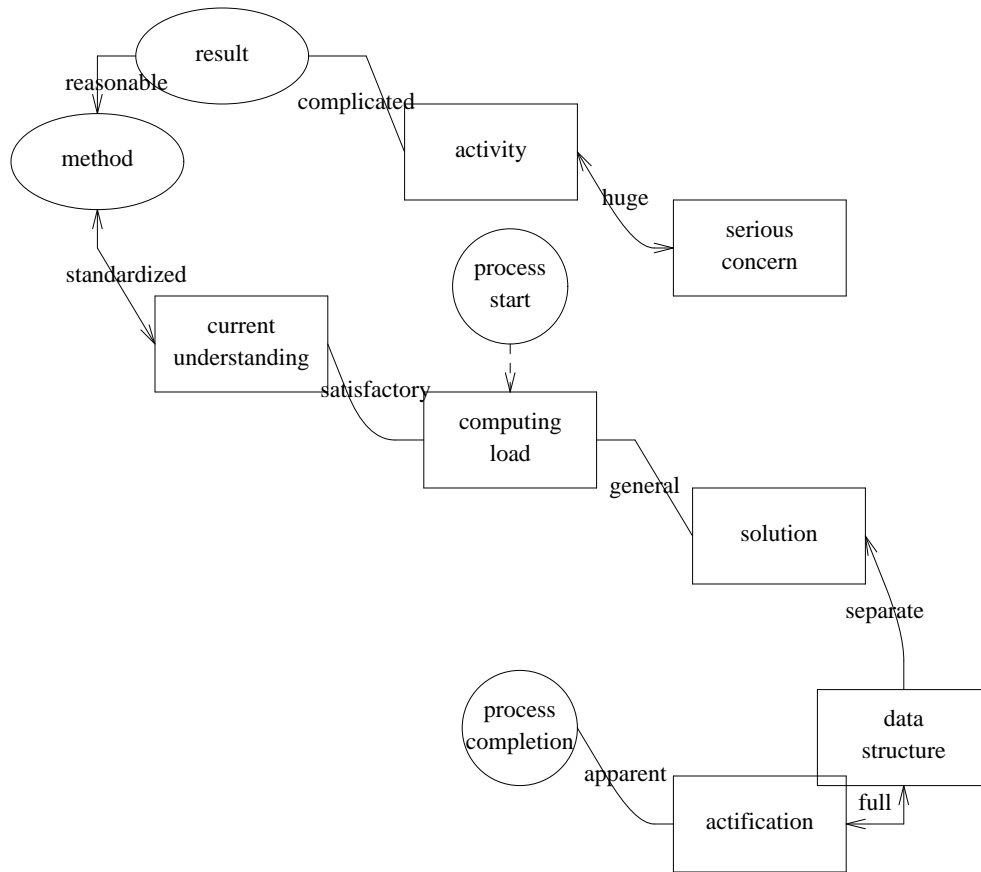 result
reasonable
complicated
method
activity
huge
serious
concern
process
start
standardized
current
understanding
satisfactory
computing
load
general
solution
separate
process
completion
data
structure
apparent
full
actification